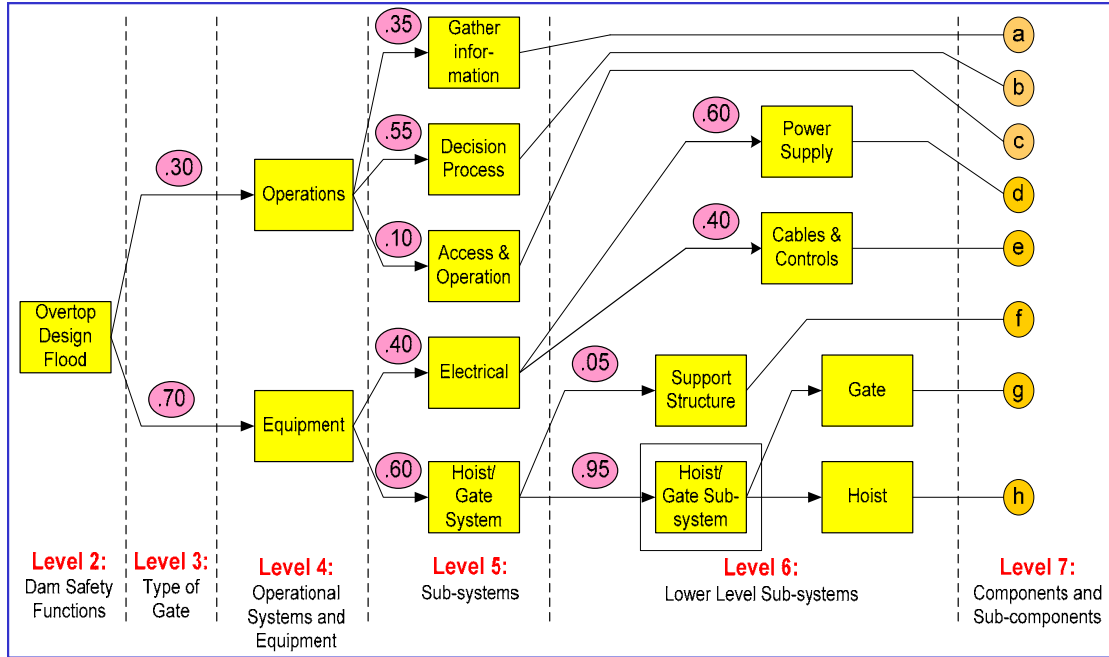 .35
Gather
infor-
mation
a
b
.55
Decision
Process
.60
Power
Supply
c
.30
Operations
d
.10
Access &
Operation
.40
Cables &
Controls
e
Overtop
Design
Flood
.40
Electrical
f
.05
Support
Structure
Gate
g
.70
Equipment
.60
Hoist/
Gate
System
.95
Hoist/
Gate Sub-
system
Hoist
h
Level 2:
Dam Safety
Functions
Level 3:
Type of
Gate
Level 4:
Operational
Systems and
Equipment
Level 5:
Sub-systems
Level 6:
Lower Level Sub-systems
Level 7:
Components and
Sub-components